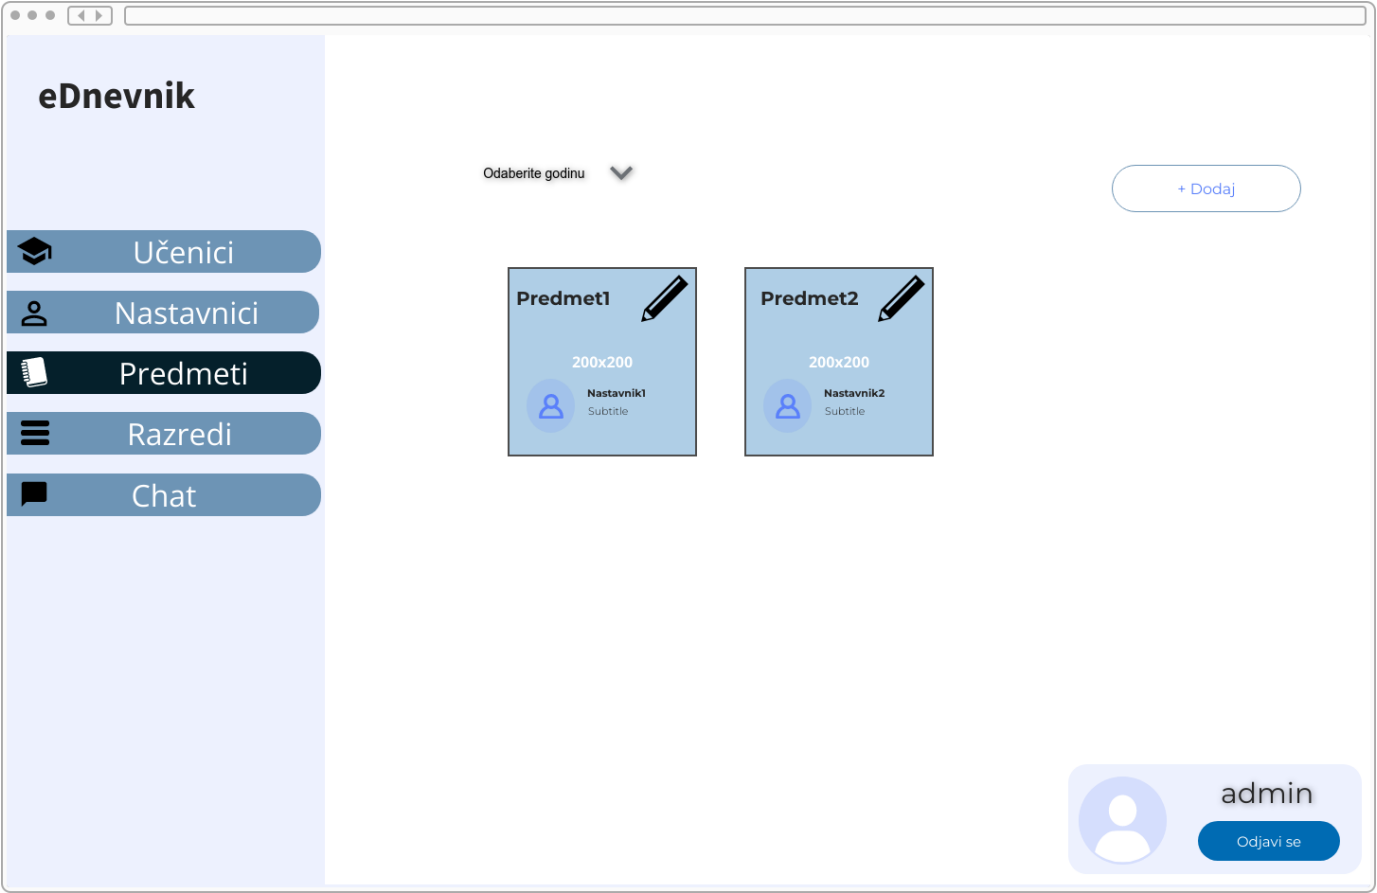 eDnevnik
Odaberite godinu
+ Dodaj
Učenici
Nastavnici
Predmeti
Razredi
Chat
Predmet1
200x200
Nastavnik1
Subtitle
Predmet2
200x200
Nastavnik2
Subtitle
admin
Odjavi se